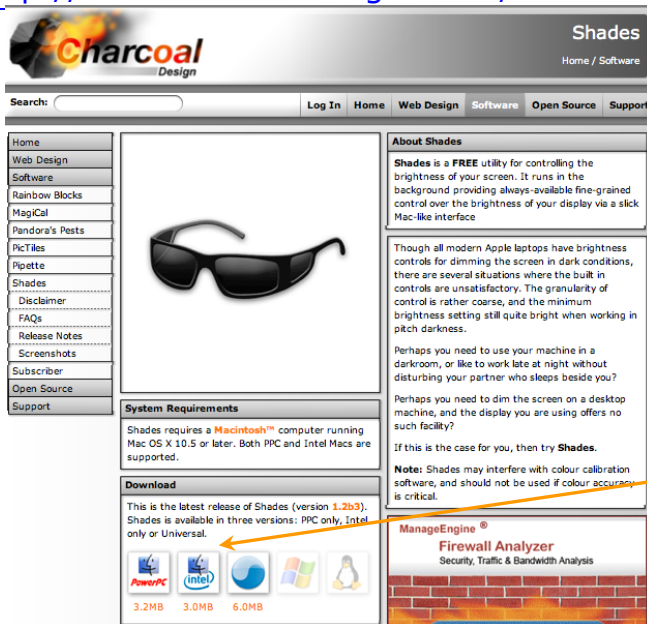 Charcoal
Design
Shades
Home / Software
Search:
Log In Home Web Design Software Open Source Support
Home
Web Design
Software
Rainbow Blocks
MagiCal
Pandora's Pests
PicTiles
Pipette
Shades
Disclaimer
FAQs
Release Notes
Screenshots
Subscriber
Open Source
Support
System Requirements
Shades requires a Macintosh™ computer running
Mac OS X 10.5 or later. Both PPC and Intel Macs are
supported.
Download
This is the latest release of Shades (version 1.2b3).
Shades is available in three versions: PPC only, Intel
only or Universal.
PowerPC
intel
3.2MB 3.0MB 6.0MB
About Shades
Shades is a FREE utility for controlling the
brightness of your screen. It runs in the
background providing always-available fine-grained
control over the brightness of your display via a slick
Mac-like interface
Though all modern Apple laptops have brightness
controls for dimming the screen in dark conditions,
there are several situations where the built in
controls are unsatisfactory. The granularity of
control is rather coarse, and the minimum
brightness setting still quite bright when working in
pitch darkness.
Perhaps you need to use your machine in a
darkroom, or like to work late at night without
disturbing your partner who sleeps beside you?
Perhaps you need to dim the screen on a desktop
machine, and the display you are using offers no
such facility?
If this is the case for you, then try Shades.
Note: Shades may interfere with colour calibration
software, and should not be used if colour accuracy
is critical.
ManageEngine ®
Firewall Analyzer
Security, Traffic & Bandwidth Analysis